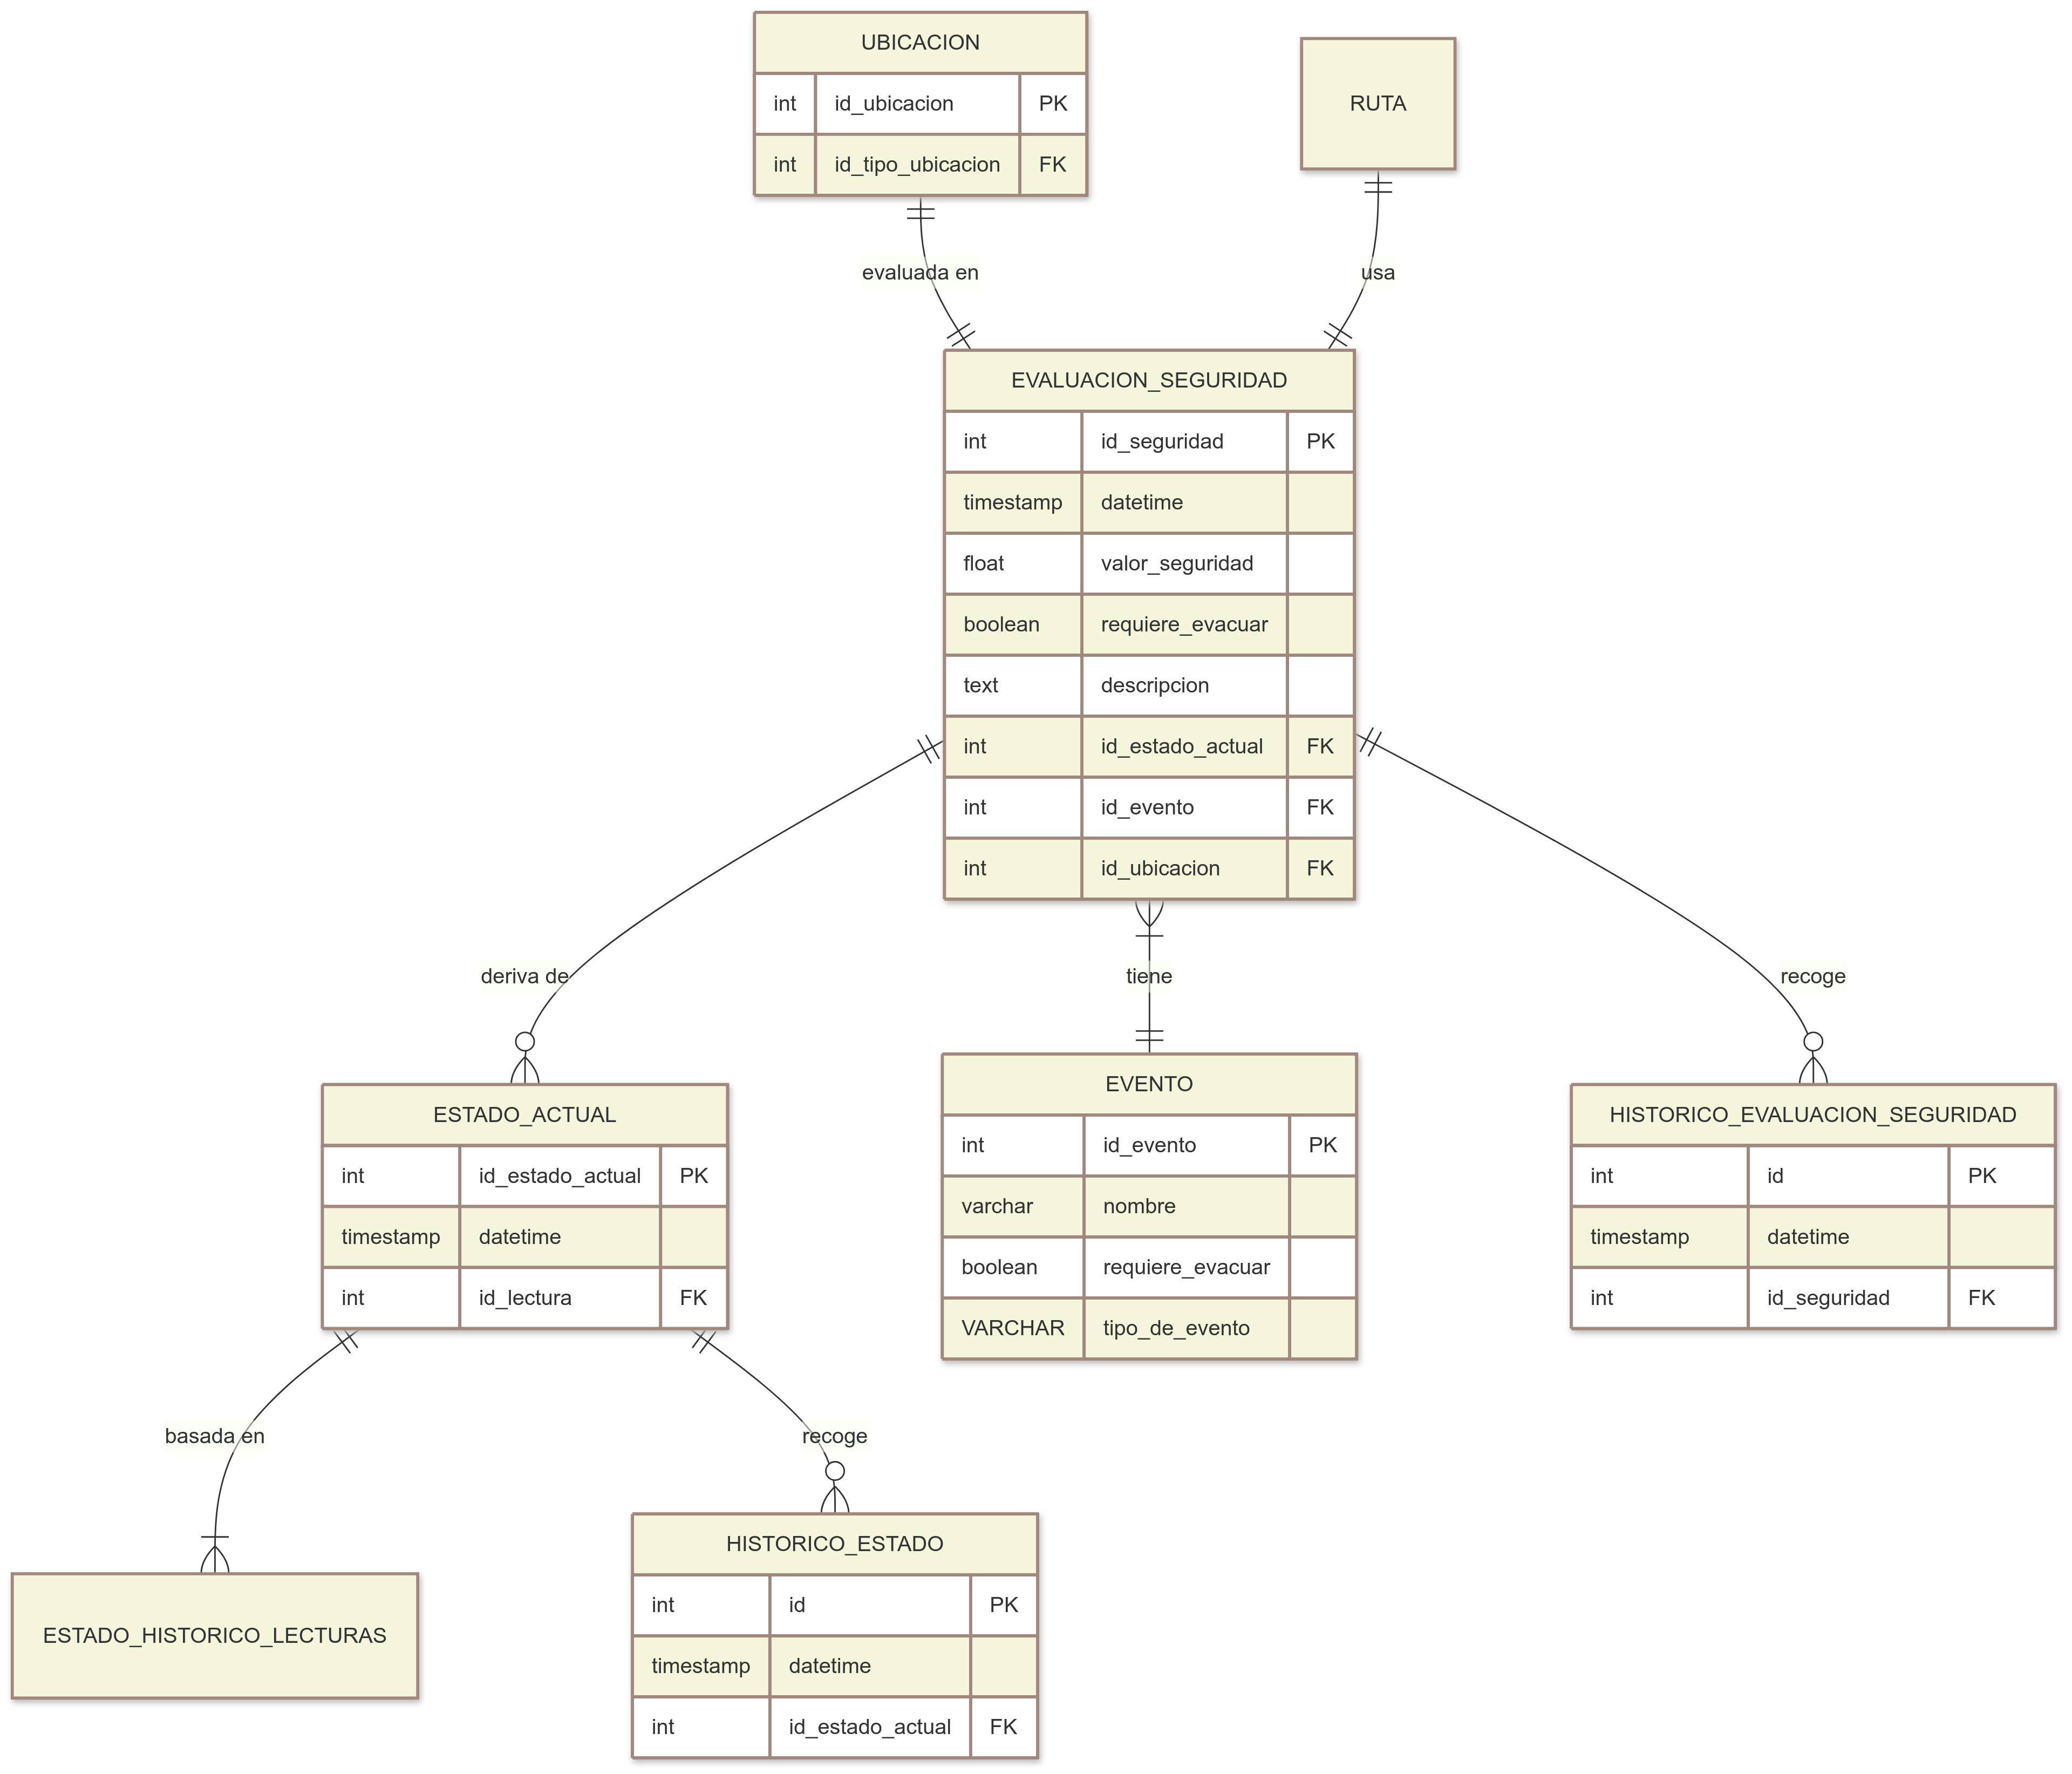 UBICACION
int id_ubicacion PK
int id_tipo_ubicacion FK
RUTA
evaluada en
usa
EVALUACION_SEGURIDAD
int id_seguridad PK
timestamp datetime
float valor_seguridad
boolean requiere_evacuar
text descripcion
int id_estado_actual FK
int id_evento FK
int id_ubicacion FK
deriva de
tiene
recoge
ESTADO_ACTUAL
int id_estado_actual PK
timestamp datetime
int id_lectura FK
EVENTO
int id_evento PK
varchar nombre
boolean requiere_evacuar
VARCHAR tipo_de_evento
HISTORICO_EVALUACION_SEGURIDAD
int id PK
timestamp datetime
int id_seguridad FK
basada en
recoge
ESTADO_HISTORICO_LECTURAS
HISTORICO_ESTADO
int id PK
timestamp datetime
int id_estado_actual FK